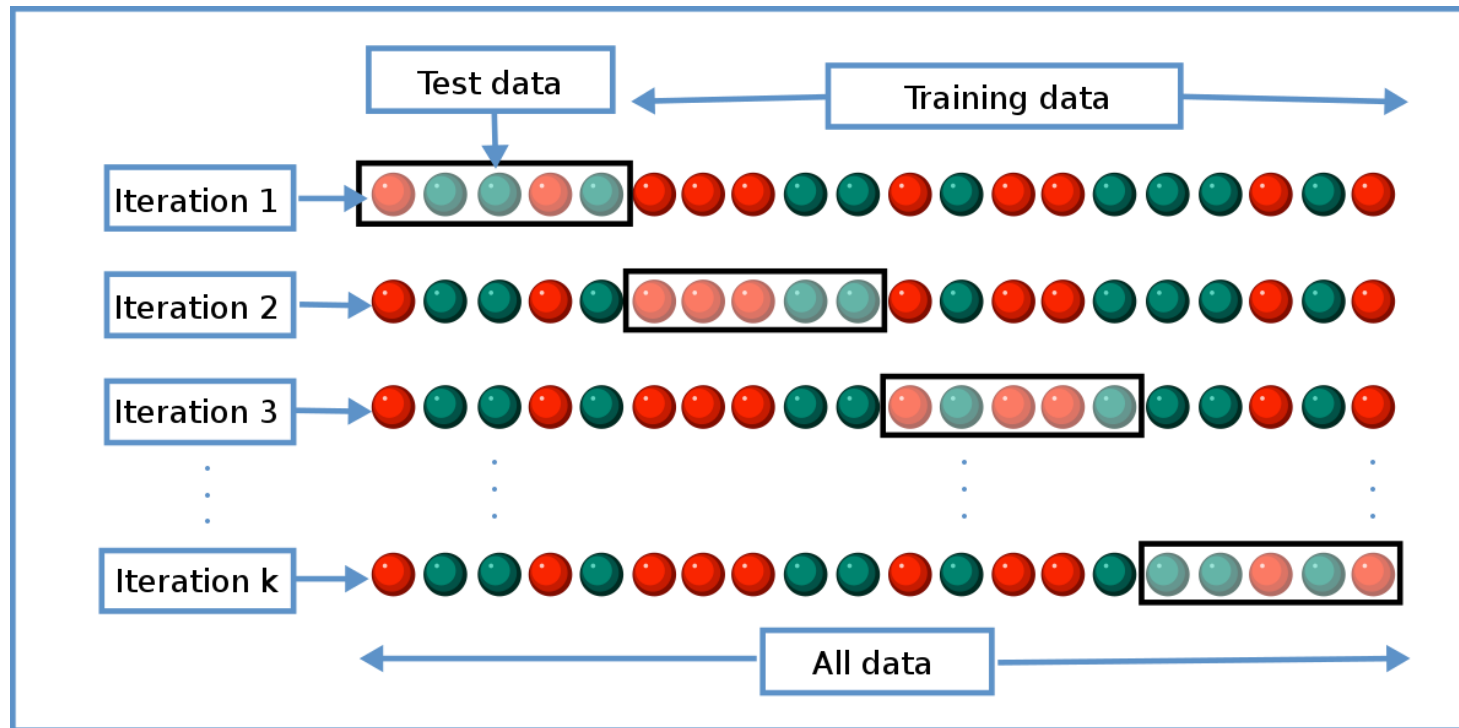 Test data
Training data
Iteration 1
Iteration 2
Iteration 3
Iteration k
All data